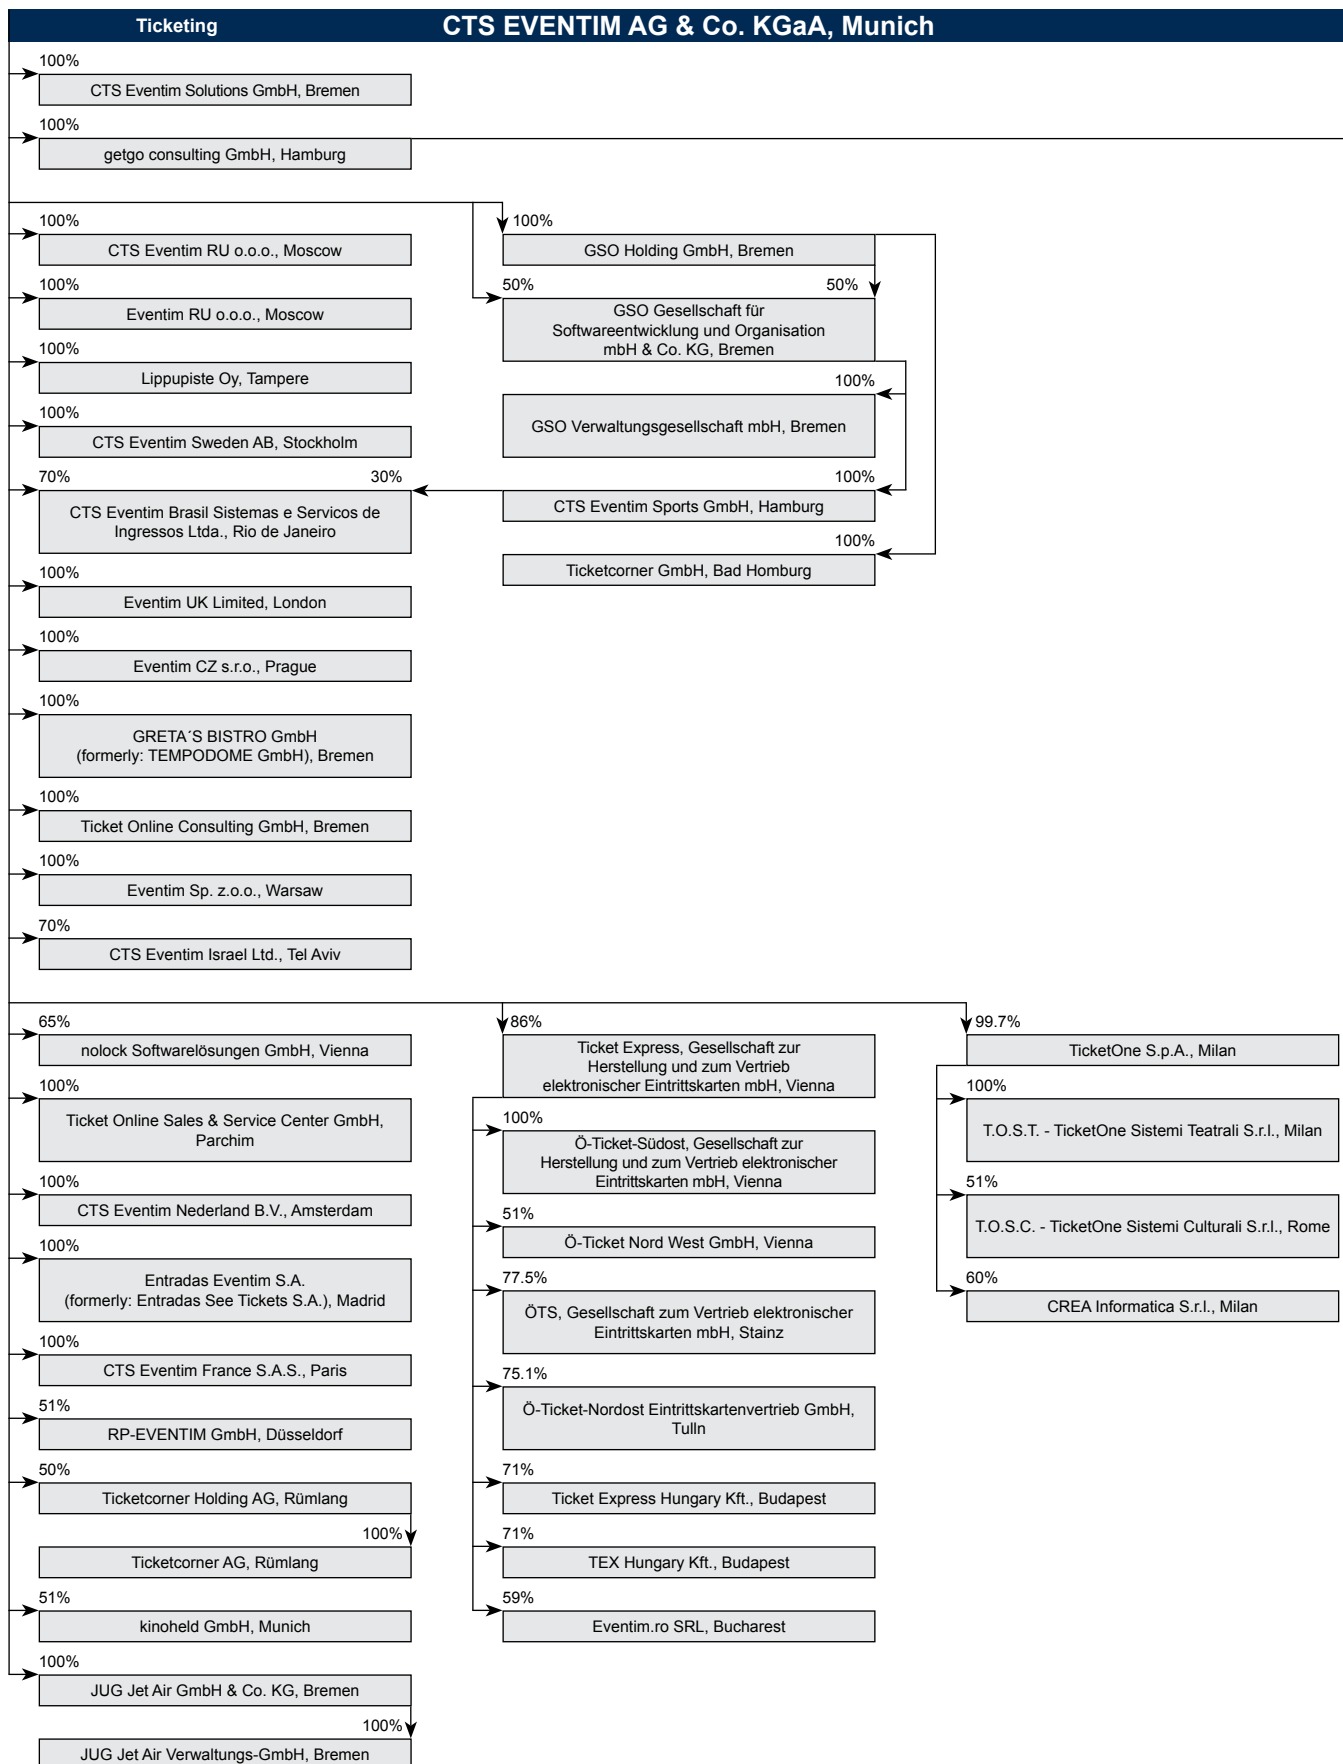 Ticketing
CTS EVENTIM AG & Co. KGaA, Munich
100%
CTS Eventim Solutions GmbH, Bremen
100%
getgo consulting GmbH, Hamburg
100%
CTS Eventim RU o.o.o., Moscow
100%
Eventim RU o.o.o., Moscow
100%
Lippupiste Oy, Tampere
100%
CTS Eventim Sweden AB, Stockholm
70%
30%
CTS Eventim Brasil Sistemas e Servicos de
Ingressos Ltda., Rio de Janeiro
100%
Eventim UK Limited, London
100%
Eventim CZ s.r.o., Prague
100%
GRETA´S BISTRO GmbH
(formerly: TEMPODOME GmbH), Bremen
100%
Ticket Online Consulting GmbH, Bremen
100%
Eventim Sp. z.o.o., Warsaw
70%
CTS Eventim Israel Ltd., Tel Aviv
100%
GSO Holding GmbH, Bremen
50%
50%
GSO Gesellschaft für
Softwareentwicklung und Organisation
mbH & Co. KG, Bremen
100%
GSO Verwaltungsgesellschaft mbH, Bremen
100%
CTS Eventim Sports GmbH, Hamburg
100%
Ticketcorner GmbH, Bad Homburg
65%
nolock Softwarelösungen GmbH, Vienna
100%
Ticket Online Sales & Service Center GmbH,
Parchim
100%
CTS Eventim Nederland B.V., Amsterdam
100%
Entradas Eventim S.A.
(formerly: Entradas See Tickets S.A.), Madrid
100%
CTS Eventim France S.A.S., Paris
51%
RP-EVENTIM GmbH, Düsseldorf
50%
Ticketcorner Holding AG, Rümlang
100%
Ticketcorner AG, Rümlang
51%
kinoheld GmbH, Munich
100%
JUG Jet Air GmbH & Co. KG, Bremen
100%
JUG Jet Air Verwaltungs-GmbH, Bremen
86%
Ticket Express, Gesellschaft zur
Herstellung und zum Vertrieb
elektronischer Eintrittskarten mbH, Vienna
100%
Ö-Ticket-Südost, Gesellschaft zur
Herstellung und zum Vertrieb elektronischer
Eintrittskarten mbH, Vienna
51%
Ö-Ticket Nord West GmbH, Vienna
77.5%
ÖTS, Gesellschaft zum Vertrieb elektronischer
Eintrittskarten mbH, Stainz
75.1%
Ö-Ticket-Nordost Eintrittskartenvertrieb GmbH,
Tulln
71%
Ticket Express Hungary Kft., Budapest
71%
TEX Hungary Kft., Budapest
59%
Eventim.ro SRL, Bucharest
99.7%
TicketOne S.p.A., Milan
100%
T.O.S.T. - TicketOne Sistemi Teatrali S.r.l., Milan
51%
T.O.S.C. - TicketOne Sistemi Culturali S.r.l., Rome
60%
CREA Informatica S.r.l., Milan